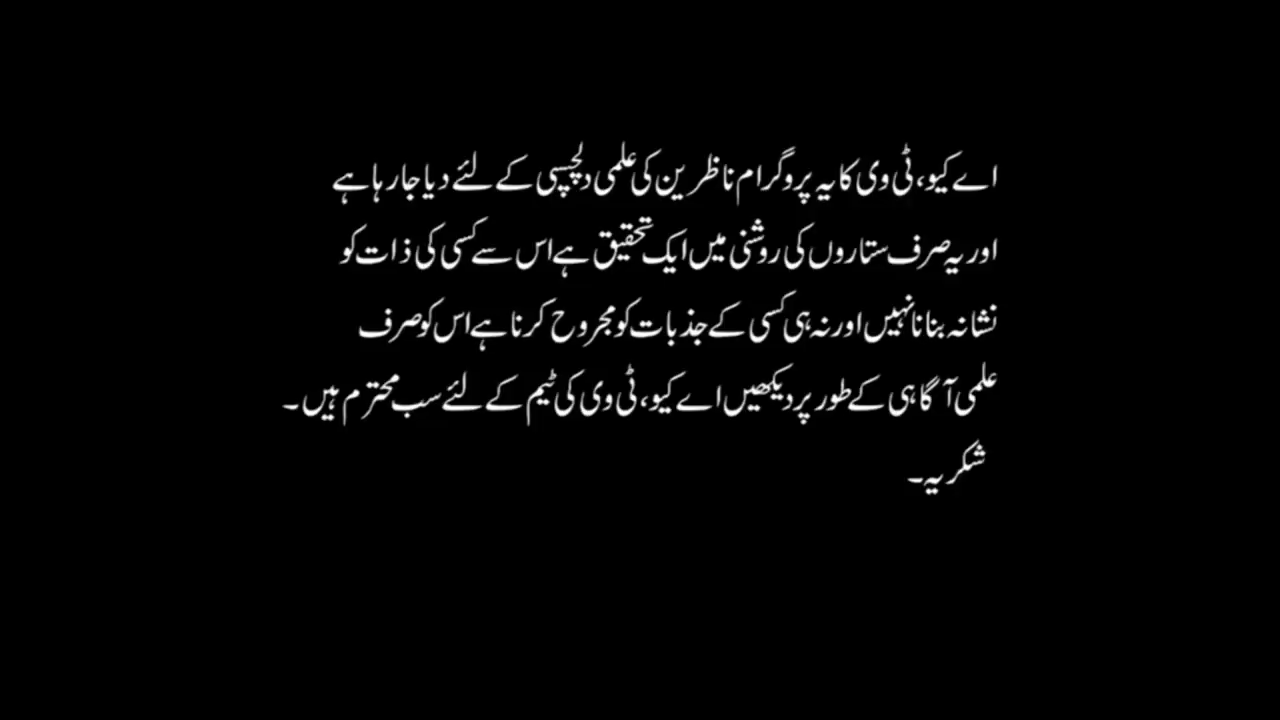 اے کیو، ٹی وی کا یہ پروگرام ناظرین کی علمی دلچسپی کے لئے دیا جا رہا ہے
اور یہ صرف ستاروں کی روشنی میں ایک تحقیق ہے اس سے کسی کی ذات کو
نشانہ بنانا نہیں اور نہ ہی کسی کے جذبات کو مجروح کرنا ہے اس کو صرف
علمی آگاہی کے طور پر دیکھیں اے کیو، ٹی وی کی ٹیم کے لئے سب محترم ہیں۔
شکریہ۔